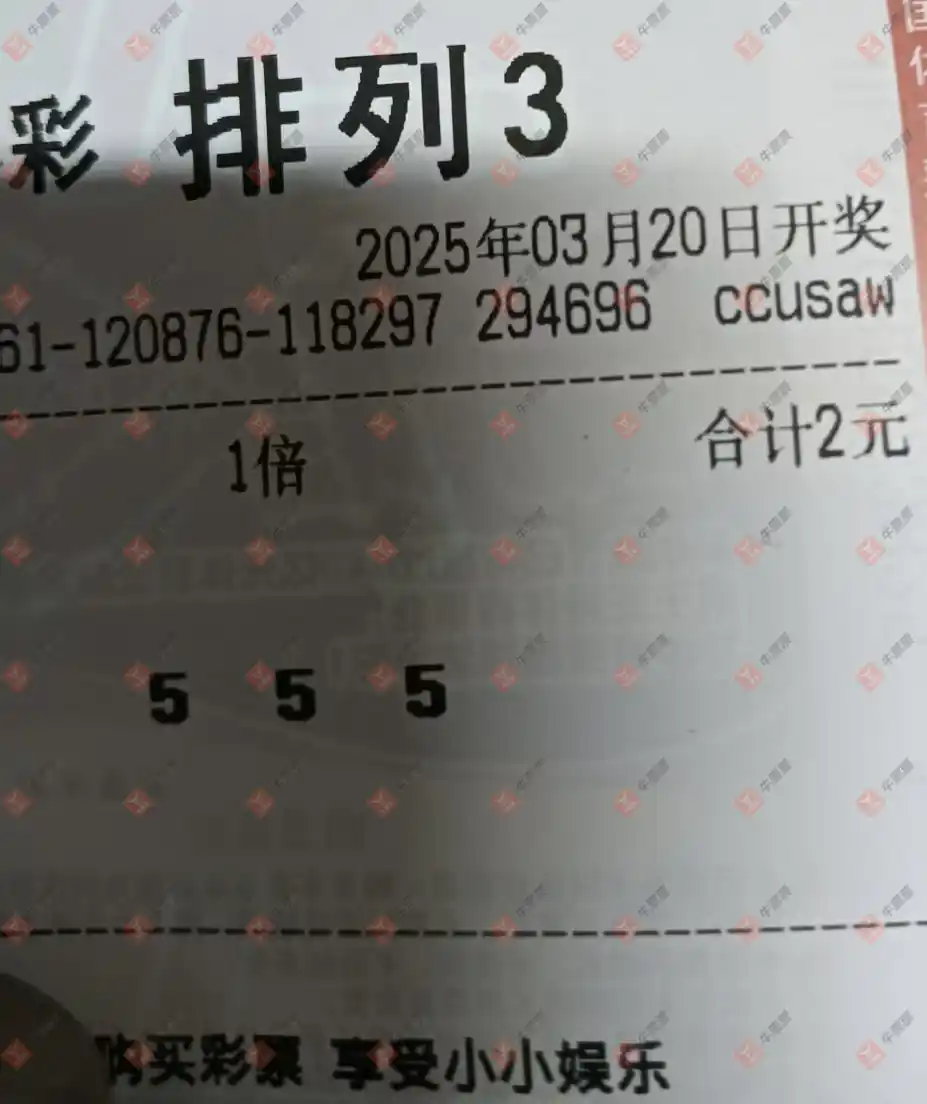 彩 排列3
2025年03月20日开奖
61-120876-118297 294696 ccusaw
1倍 合计2元
5 5 5
购买彩票 享受小小娱乐